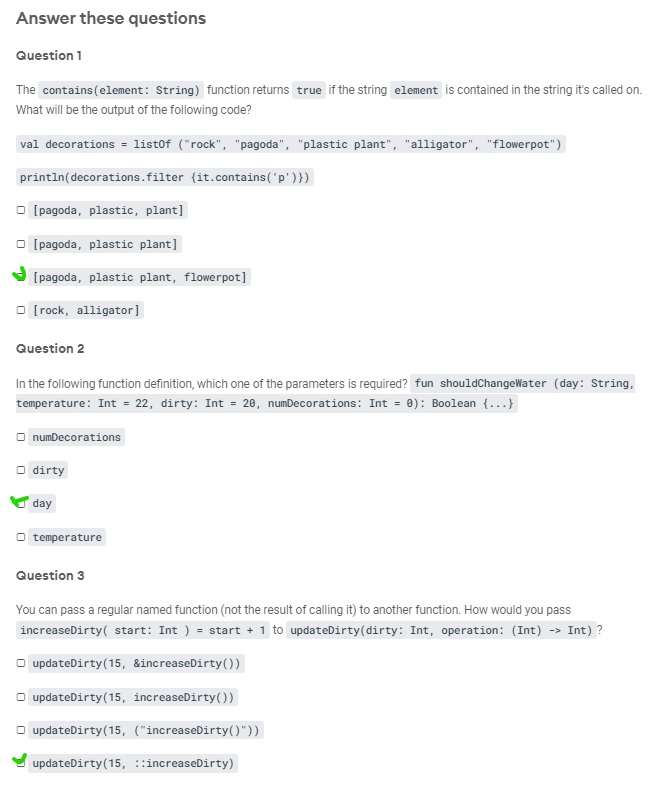 Answer these questions
Question 1
The contains(element: String) function returns true if the string element is contained in the string it's called on.
What will be the output of the following code?
val decorations = listOf ("rock", "pagoda", "plastic plant", "alligator", "flowerpot")
println(decorations.filter {it.contains('p')})
[pagoda, plastic, plant]
[pagoda, plastic plant]
[pagoda, plastic plant, flowerpot]
[rock, alligator]
Question 2
In the following function definition, which one of the parameters is required? fun shouldChangeWater (day: String,
temperature: Int = 22, dirty: Int = 20, numDecorations: Int = 0): Boolean {...}
numDecorations
dirty
day
temperature
Question 3
You can pass a regular named function (not the result of calling it) to another function. How would you pass
increaseDirty( start: Int ) = start + 1 to updateDirty(dirty: Int, operation: (Int) -> Int) ?
updateDirty(15, &increaseDirty())
updateDirty(15, increaseDirty())
updateDirty(15, ("increaseDirty()"))
updateDirty(15, ::increaseDirty)